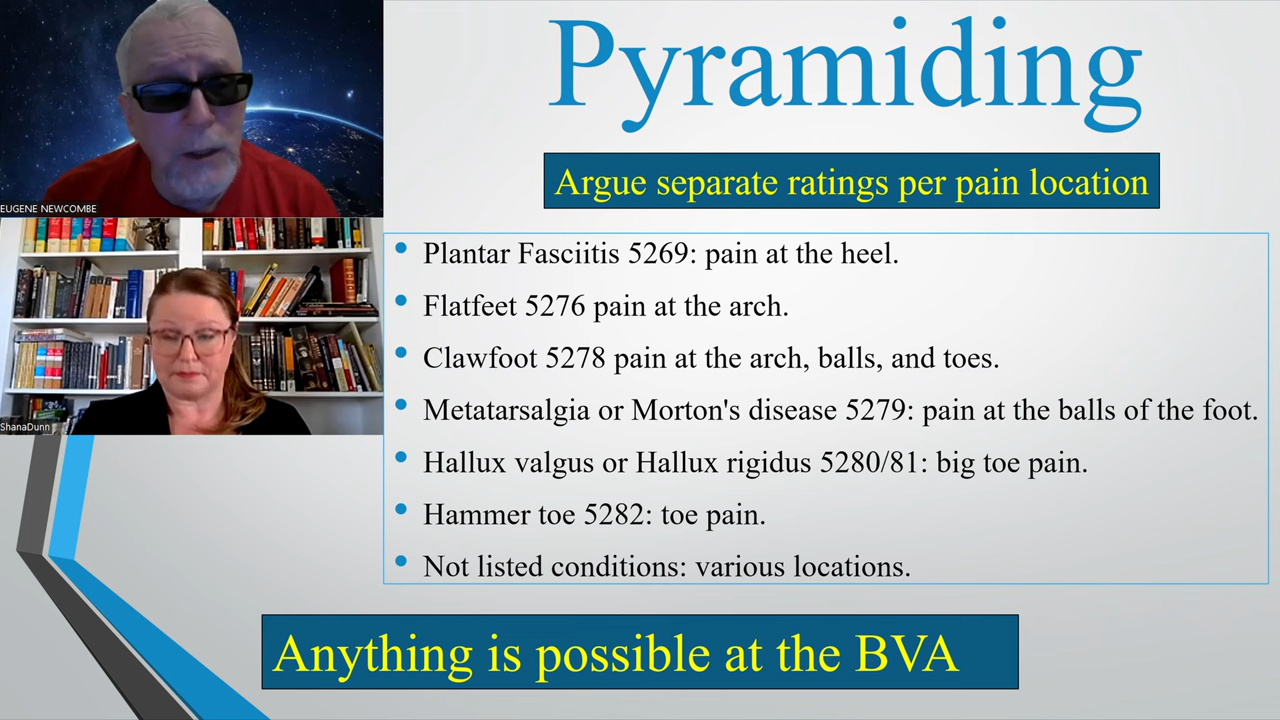 Pyramiding
Argue separate ratings per pain location
EUGENE NEWCOMBE
ShanaDunn
• Plantar Fasciitis 5269: pain at the heel.
• Flatfeet 5276 pain at the arch.
• Clawfoot 5278 pain at the arch, balls, and toes.
• Metatarsalgia or Morton's disease 5279: pain at the balls of the foot.
• Hallux valgus or Hallux rigidus 5280/81: big toe pain.
• Hammer toe 5282: toe pain.
• Not listed conditions: various locations.
Anything is possible at the BVA